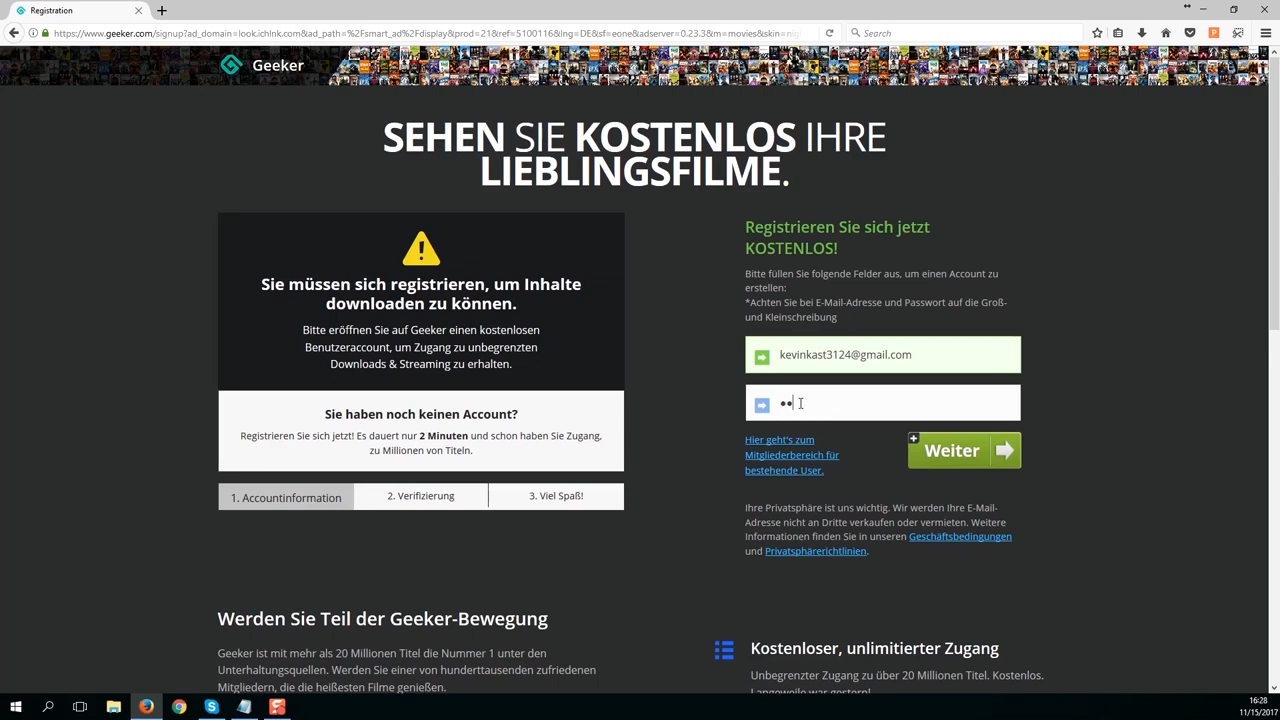 Registration
https://www.geeker.com/signup?ad_domain=look.ichlnk.com&ad_path=%2Fsmart_ad%2Fdisplay&prod=21&ref=5100116&lng=DE&sf=eone&adserver=0.23.3&m=movies&skin=nig
Search
Geeker
SEHEN SIE KOSTENLOS IHRE
LIEBLINGSFILME.
Sie müssen sich registrieren, um Inhalte
downloaden zu können.
Bitte eröffnen Sie auf Geeker einen kostenlosen
Benutzeraccount, um Zugang zu unbegrenzten
Downloads & Streaming zu erhalten.
Sie haben noch keinen Account?
Registrieren Sie sich jetzt! Es dauert nur 2 Minuten und schon haben Sie Zugang,
zu Millionen von Titeln.
1. Accountinformation
2. Verifizierung
3. Viel Spaß!
Registrieren Sie sich jetzt
KOSTENLOS!
Bitte füllen Sie folgende Felder aus, um einen Account zu
erstellen:
*Achten Sie bei E-Mail-Adresse und Passwort auf die Groß-
und Kleinschreibung
kevinkast3124@gmail.com
••
Hier geht's zum
Mitgliederbereich für
bestehende User.
Weiter
Ihre Privatsphäre ist uns wichtig. Wir werden Ihre E-Mail-
Adresse nicht an Dritte verkaufen oder vermieten. Weitere
Informationen finden Sie in unseren Geschäftsbedingungen
und Privatsphärerichtlinien.
Werden Sie Teil der Geeker-Bewegung
Geeker ist mit mehr als 20 Millionen Titel die Nummer 1 unter den
Unterhaltungsquellen. Werden Sie einer von hunderttausenden zufriedenen
Mitgliedern, die die heißesten Filme genießen.
Kostenloser, unlimitierter Zugang
Unbegrenzter Zugang zu über 20 Millionen Titel. Kostenlos.
Langeweile war gestern!
16:28
11/15/2017